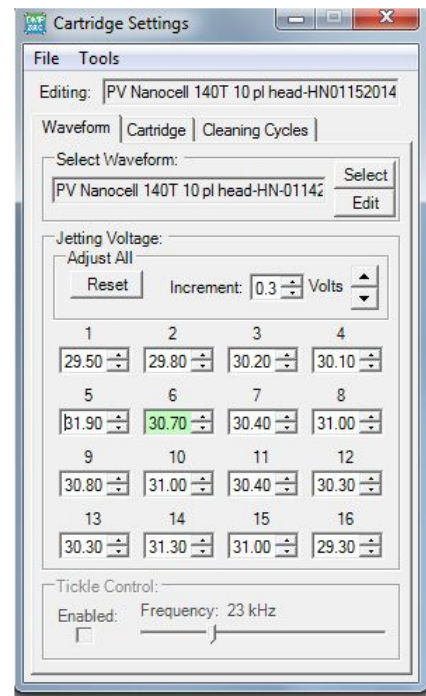 Cartridge Settings
File Tools
Editing: PV Nanocell 140T 10 pl head-HN01152014
Waveform Cartridge Cleaning Cycles
Select Waveform:
PV Nanocell 140T 10 pl head-HN-01142 Select
Edit
Jetting Voltage:
Adjust All
Reset Increment: 0.3 Volts
1 2 3 4
29.50 29.80 30.20 30.10
5 6 7 8
31.90 30.70 30.40 31.00
9 10 11 12
30.80 31.00 30.40 30.30
13 14 15 16
30.30 31.30 31.00 29.30
Tickle Control:
Enabled: Frequency: 23 kHz